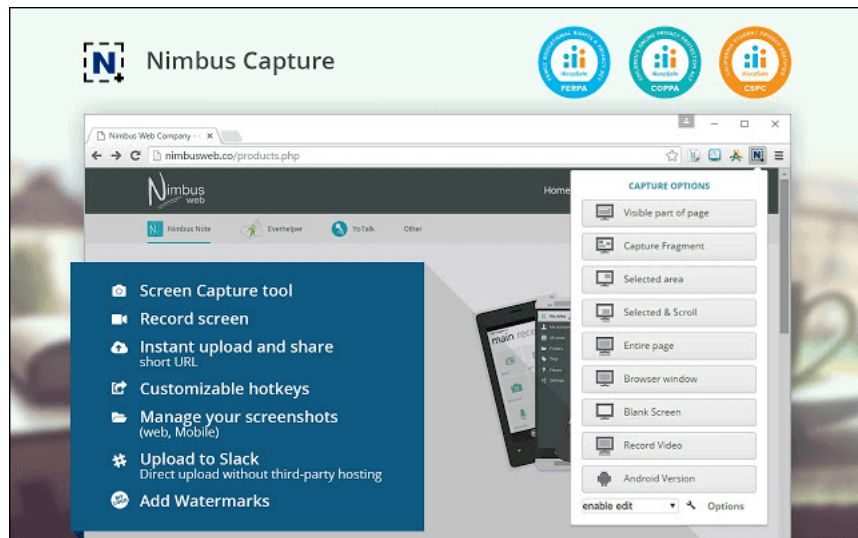 Nimbus Capture
FERPA
COPPA
CSPC
Nimbus Web Company - 
nimbusweb.co/products.php
Nimbus
web
Home
Nimbus Note
Everhelper
YoTalk
Other
Screen Capture tool
Record screen
Instant upload and share
short URL
Customizable hotkeys
Manage your screenshots
(web, Mobile)
Upload to Slack
Direct upload without third-party hosting
Add Watermarks
main
CAPTURE OPTIONS
Visible part of page
Capture Fragment
Selected area
Selected & Scroll
Entire page
Browser window
Blank Screen
Record Video
Android Version
enable edit
Options